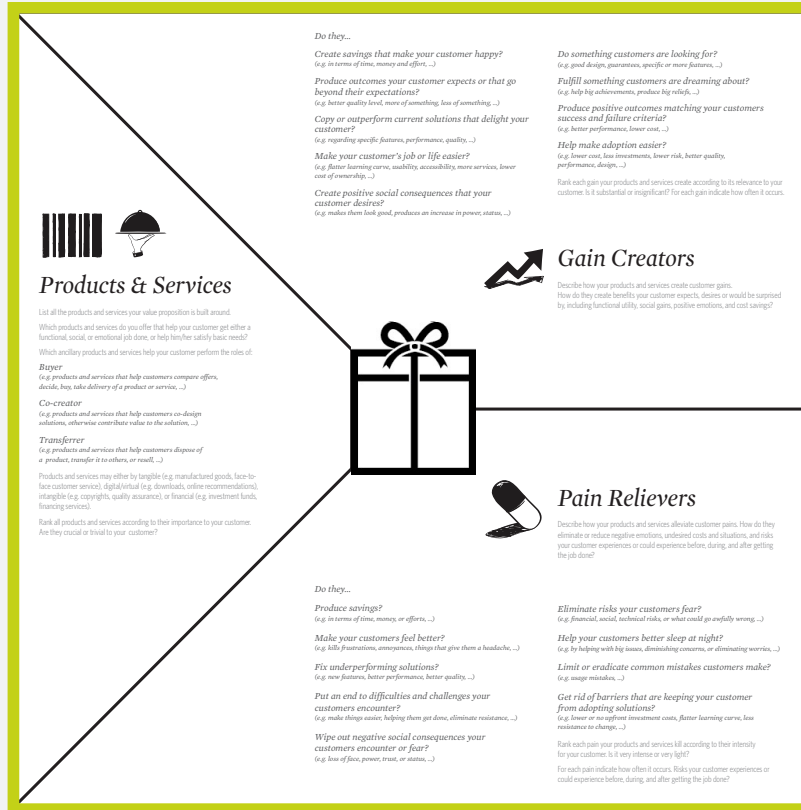 Do they...
Create savings that make your customer happy?
(e.g. in terms of time, money and effort, ...)
Produce outcomes your customer expects or that go
beyond their expectations?
(e.g. better quality level, more of something, less of something, ...)
Copy or outperform current solutions that delight your
customer?
(e.g. regarding specific features, performance, quality, ...)
Make your customer's job or life easier?
(e.g. flatter learning curve, usability, accessibility, more services, lower
cost of ownership, ...)
Create positive social consequences that your
customer desires?
(e.g. makes them look good, produces an increase in power, status, ...)
Do something customers are looking for?
(e.g. good design, guarantees, specific or more features, ...)
Fulfill something customers are dreaming about?
(e.g. help big achievements, produce big reliefs, ...)
Produce positive outcomes matching your customers
success and failure criteria?
(e.g. better performance, lower cost, ...)
Help make adoption easier?
(e.g. lower cost, less investments, lower risk, better quality,
performance, design, ...)
Rank each gain your products and services create according to its relevance to your
customer. Is it substantial or insignificant? For each gain indicate how often it occurs.
Gain Creators
Describe how your products and services create customer gains.
How do they create benefits your customer expects, desires or would be surprised
by, including functional utility, social gains, positive emotions, and cost savings?
Products & Services
List all the products and services your value proposition is built around.
Which products and services do you offer that help your customer get either a
functional, social, or emotional job done, or help him/her satisfy basic needs?
Which ancillary products and services help your customer perform the roles of:
Buyer
(e.g. products and services that help customers compare offers,
decide, buy, take delivery of a product or service, ...)
Co-creator
(e.g. products and services that help customers co-design
solutions, otherwise contribute value to the solution, ...)
Transferrer
(e.g. products and services that help customers dispose of
a product, transfer it to others, or resell, ...)
Products and services may either by tangible (e.g. manufactured goods, face-to-
face customer service), digital/virtual (e.g. downloads, online recommendations),
intangible (e.g. copyrights, quality assurance), or financial (e.g. investment funds,
financing services).
Rank all products and services according to their importance to your customer.
Are they crucial or trivial to your customer?
Pain Relievers
Describe how your products and services alleviate customer pains. How do they
eliminate or reduce negative emotions, undesired costs and situations, and risks
your customer experiences or could experience before, during, and after getting
the job done?
Do they...
Produce savings?
(e.g. in terms of time, money, or efforts, ...)
Make your customers feel better?
(e.g. kills frustrations, annoyances, things that give them a headache, ...)
Fix underperforming solutions?
(e.g. new features, better performance, better quality, ...)
Put an end to difficulties and challenges your
customers encounter?
(e.g. make things easier, helping them get done, eliminate resistance, ...)
Wipe out negative social consequences your
customers encounter or fear?
(e.g. loss of face, power, trust, or status, ...)
Eliminate risks your customers fear?
(e.g. financial, social, technical risks, or what could go awfully wrong, ...)
Help your customers better sleep at night?
(e.g. by helping with big issues, diminishing concerns, or eliminating worries, ...)
Limit or eradicate common mistakes customers make?
(e.g. usage mistakes, ...)
Get rid of barriers that are keeping your customer
from adopting solutions?
(e.g. lower or no upfront investment costs, flatter learning curve, less
resistance to change, ...)
Rank each pain your products and services kill according to their intensity
for your customer. Is it very intense or very light?
For each pain indicate how often it occurs. Risks your customer experiences or
could experience before, during, and after getting the job done?